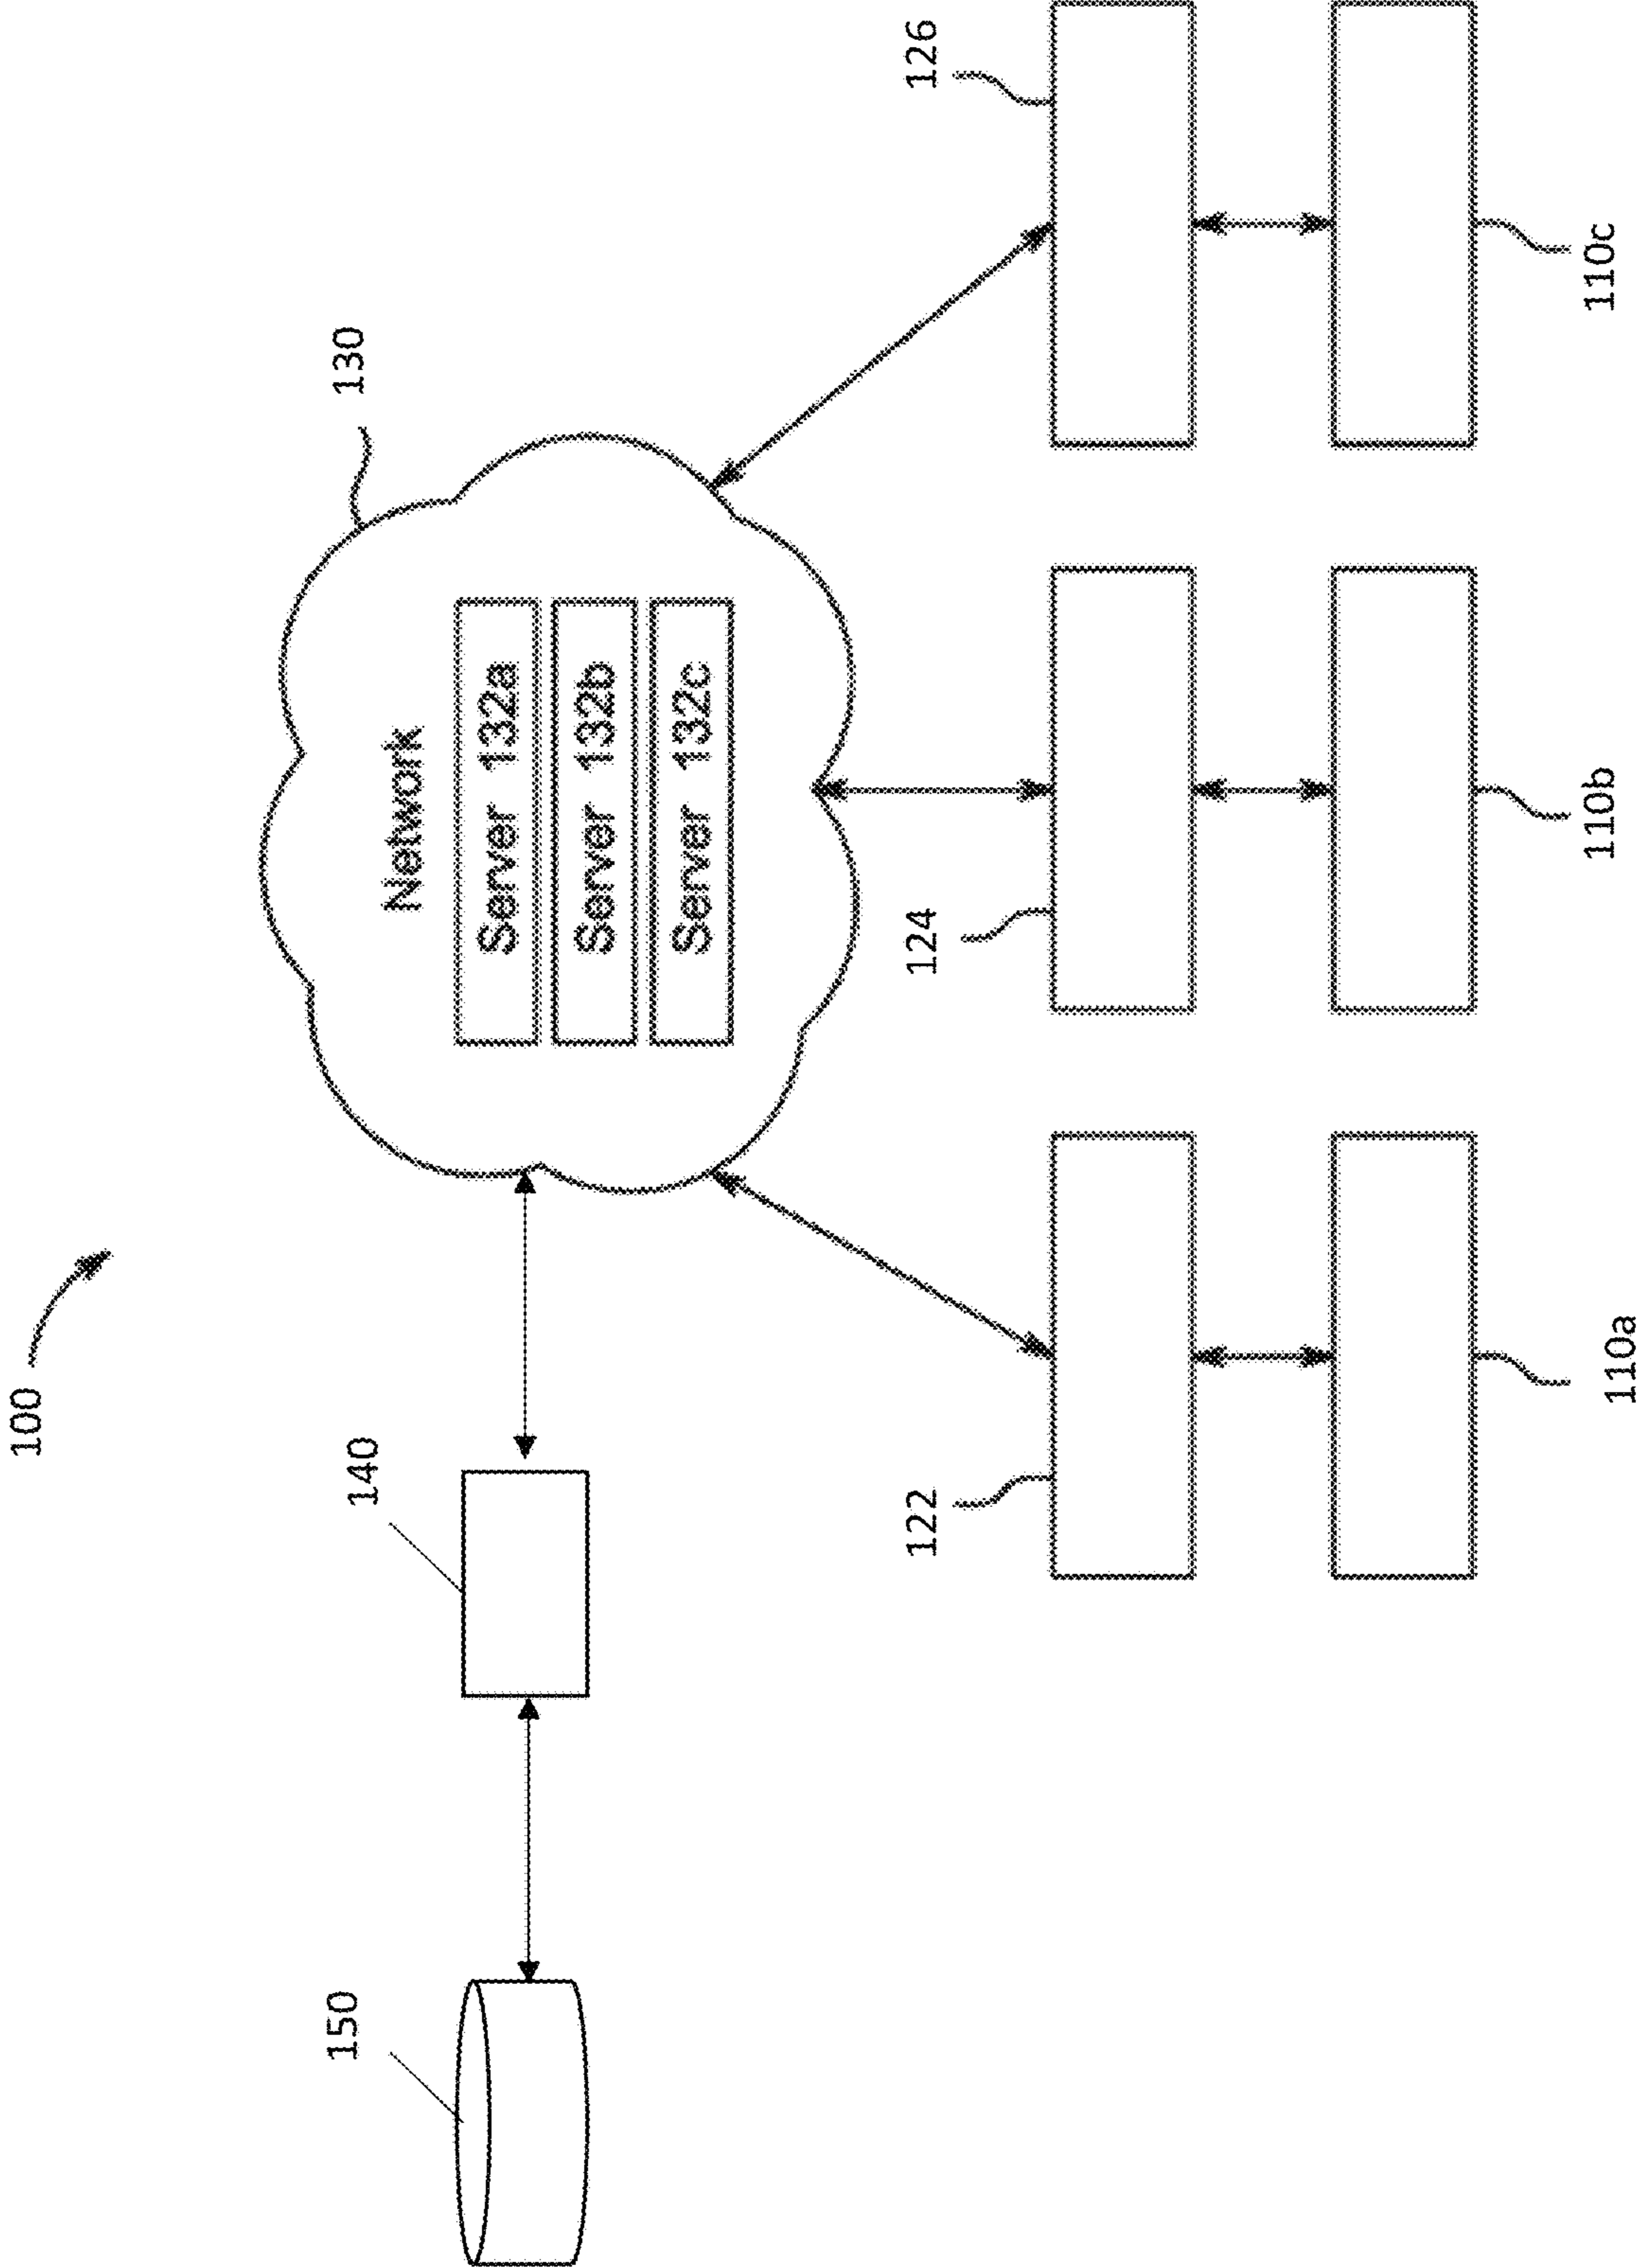 100
130
140
150
Network
Server 132a
Server 132b
Server 132c
122
124
126
110a
110b
110c